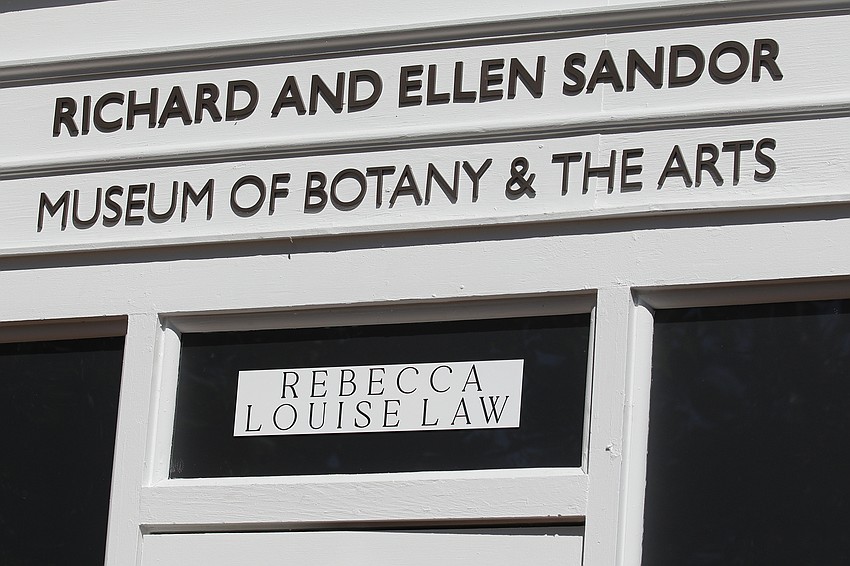 RICHARD AND ELLEN SANDOR
MUSEUM OF BOTANY & THE ARTS
REBECCA
LOUISE LAW